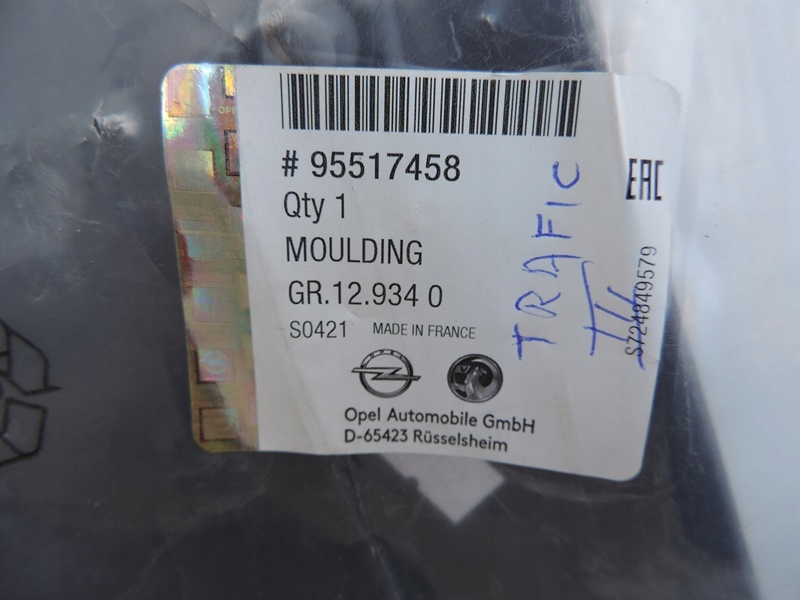 # 95517458
Qty 1
MOULDING
GR.12.934 0
S0421 MADE IN FRANCE
OPEL
Opel Automobile GmbH
D-65423 Rüsselsheim
TRAFIC
EAC
S724849579